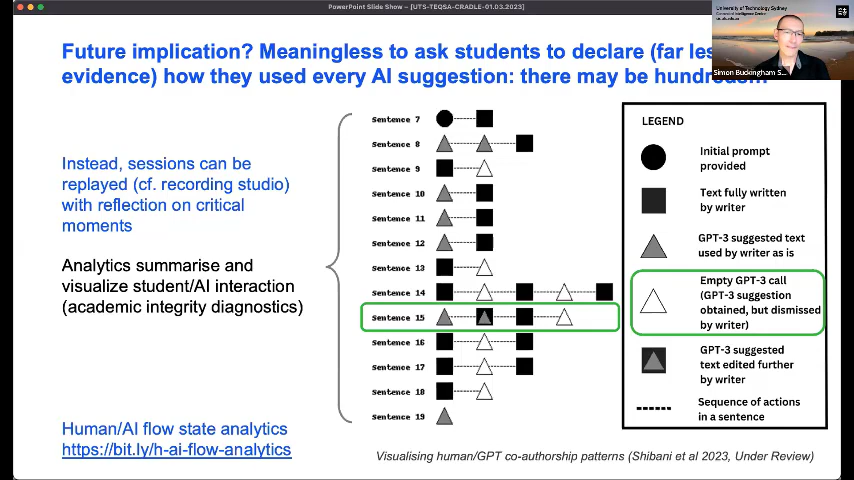 PowerPoint Slide Show – [UTS-TEQSA-CRADLE-01.03.2023]
University of Technology Sydney
Simon Buckingham S...
Future implication? Meaningless to ask students to declare (far
evidence) how they used every AI suggestion: there may be
Instead, sessions can be
replayed (cf. recording studio)
with reflection on critical
moments
Analytics summarise and
visualize student/AI interaction
(academic integrity diagnostics)
Human/AI flow state analytics
https://bit.ly/h-ai-flow-analytics
Sentence 7
Sentence 8
Sentence 9
Sentence 10
Sentence 11
Sentence 12
Sentence 13
Sentence 14
Sentence 15
Sentence 16
Sentence 17
Sentence 18
Sentence 19
LEGEND
Initial prompt
provided
Text fully written
by writer
GPT-3 suggested text
used by writer as is
Empty GPT-3 call
(GPT-3 suggestion
obtained, but dismissed
by writer)
GPT-3 suggested
text edited further
by writer
Sequence of actions
in a sentence
Visualising human/GPT co-authorship patterns (Shibani et al 2023, Under Review)